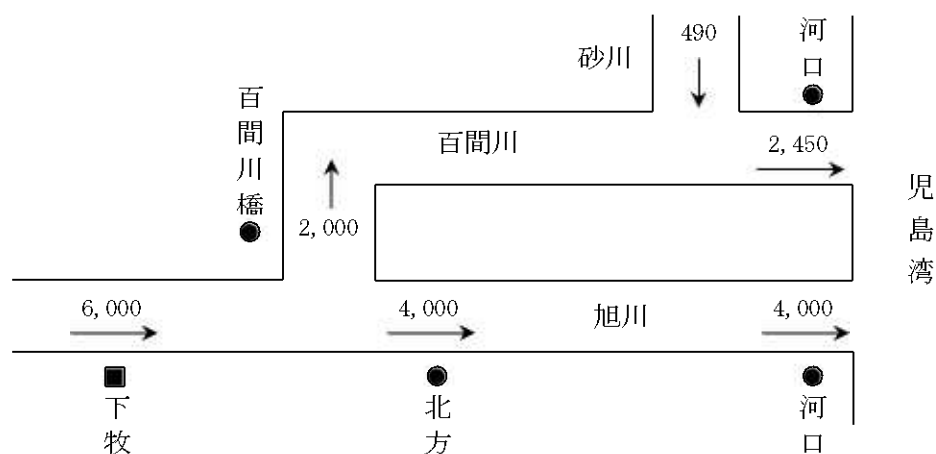 490
砂川
河口
百間川橋
百間川
2,450
2,000
児島湾
6,000
4,000
旭川
4,000
下牧
北方
河口